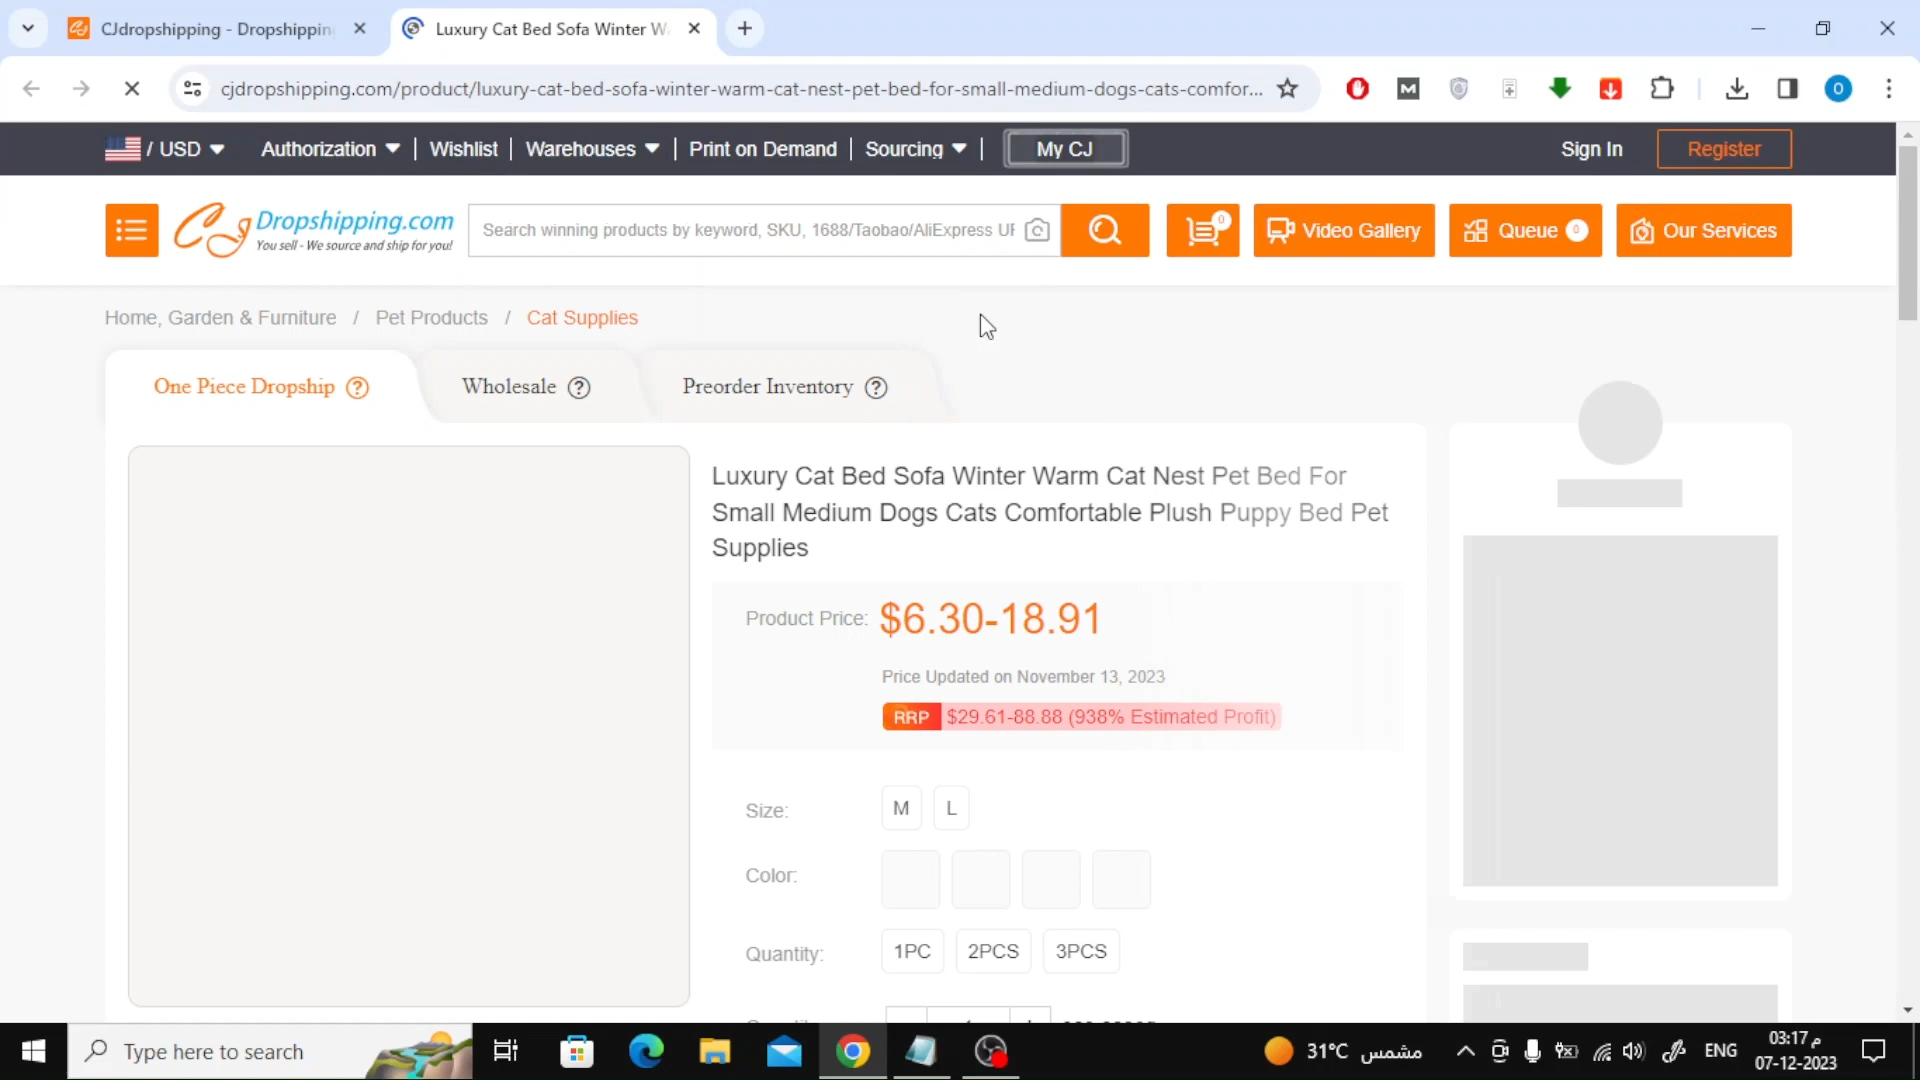 CJdropshipping - Dropshippin
Luxury Cat Bed Sofa Winter W
cjdropshipping.com/product/luxury-cat-bed-sofa-winter-warm-cat-nest-pet-bed-for-small-medium-dogs-cats-comfor...
/ USD
Authorization
Wishlist
Warehouses
Print on Demand
Sourcing
My CJ
Sign In
Register
CJ Dropshipping.com
You sell - We source and ship for you!
Search winning products by keyword, SKU, 1688/Taobao/AliExpress UR
0
Video Gallery
Queue 0
Our Services
Home, Garden & Furniture / Pet Products / Cat Supplies
One Piece Dropship ?
Wholesale ?
Preorder Inventory ?
Luxury Cat Bed Sofa Winter Warm Cat Nest Pet Bed For
Small Medium Dogs Cats Comfortable Plush Puppy Bed Pet
Supplies
Product Price: $6.30-18.91
Price Updated on November 13, 2023
RRP $29.61-88.88 (938% Estimated Profit)
Size: M L
Color:
Quantity: 1PC 2PCS 3PCS
Type here to search
31°C مشمس
ENG
03:17 م
07-12-2023